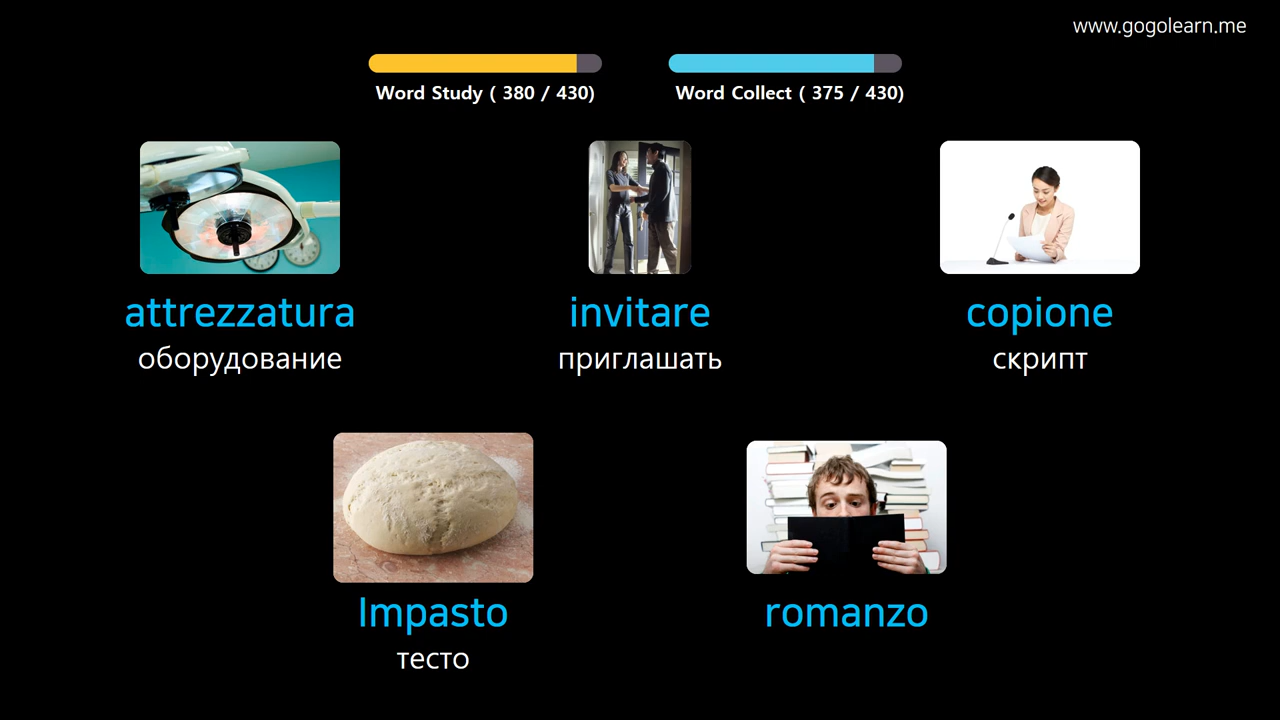 www.gogolearn.me
Word Study ( 380 / 430)
Word Collect ( 375 / 430)
attrezzatura
оборудование
invitare
приглашать
copione
скрипт
Impasto
тесто
romanzo